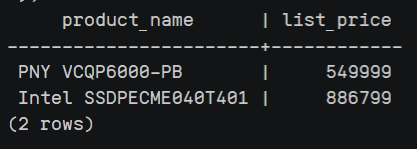 product_name | list_price
-----------------------+------------
PNY VCQP6000-PB | 549999
Intel SSDPECME040T401 | 886799
(2 rows)